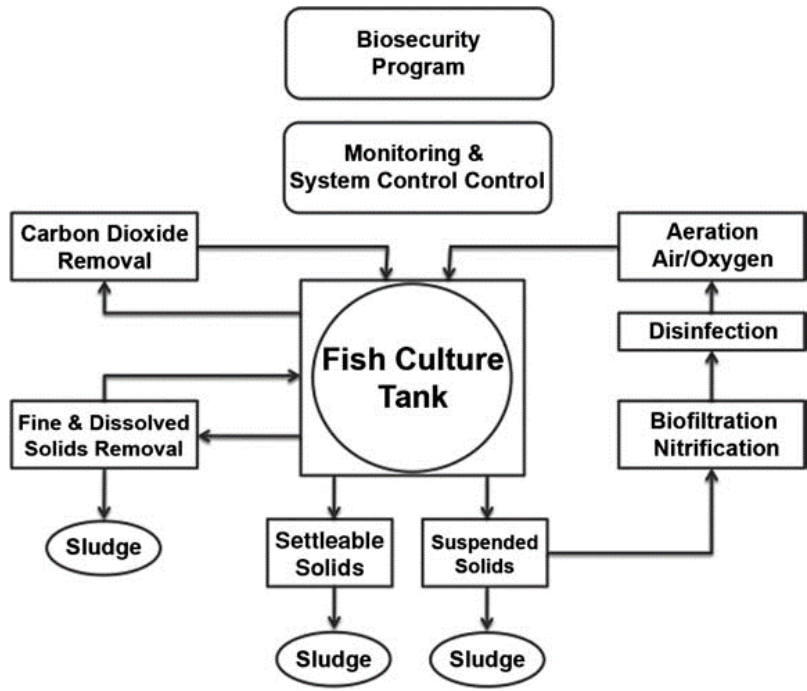 Biosecurity
Program
Monitoring &
System Control Control
Carbon Dioxide
Removal
Aeration
Air/Oxygen
Disinfection
Fish Culture
Tank
Fine & Dissolved
Solids Removal
Biofiltration
Nitrification
Sludge
Settleable
Solids
Suspended
Solids
Sludge
Sludge